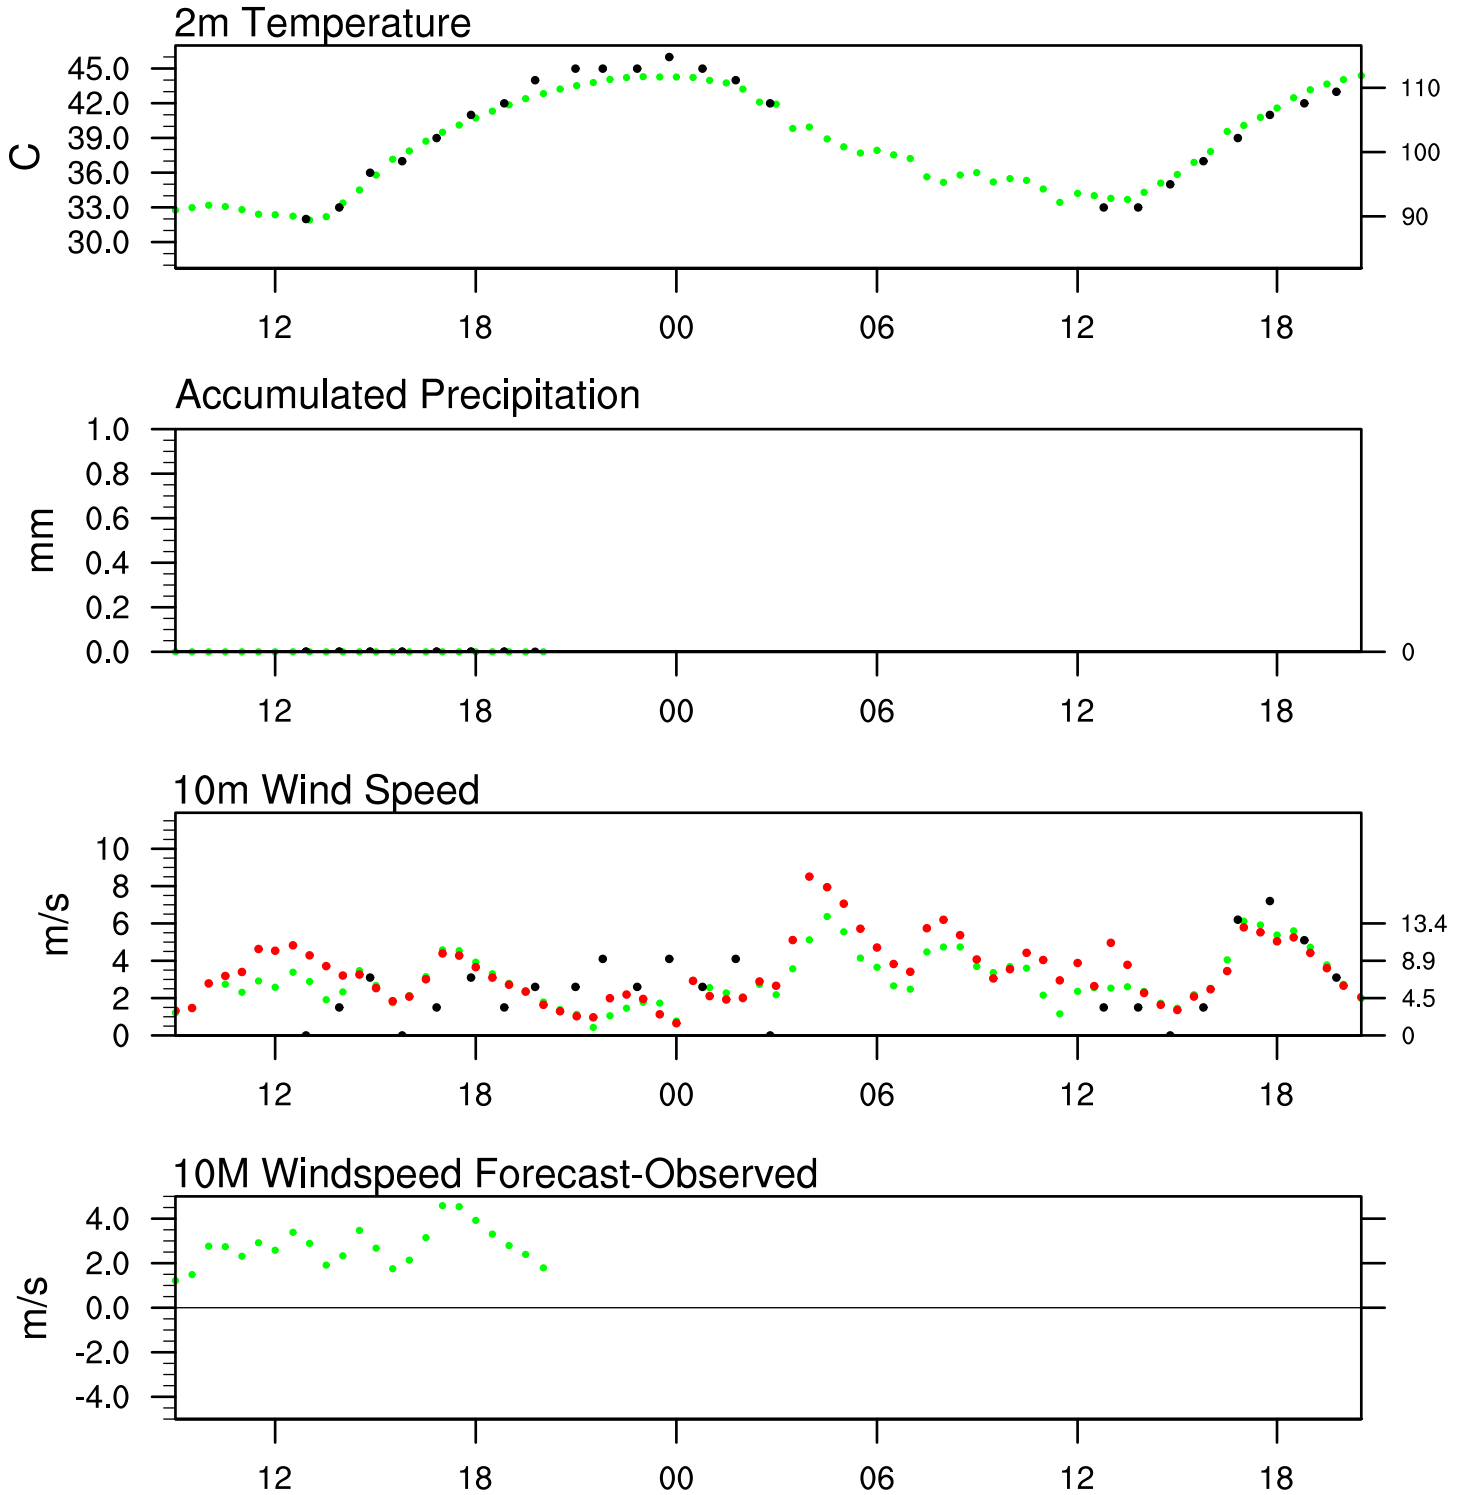 2m Temperature
45.0
42.0
39.0
36.0
33.0
30.0
C
110
100
90
12 18 00 06 12 18
Accumulated Precipitation
1.0
0.8
0.6
0.4
0.2
0.0
mm
0
12 18 00 06 12 18
10m Wind Speed
10
8
6
4
2
0
m/s
13.4
8.9
4.5
0
12 18 00 06 12 18
10M Windspeed Forecast-Observed
4.0
2.0
0.0
-2.0
-4.0
m/s
12 18 00 06 12 18